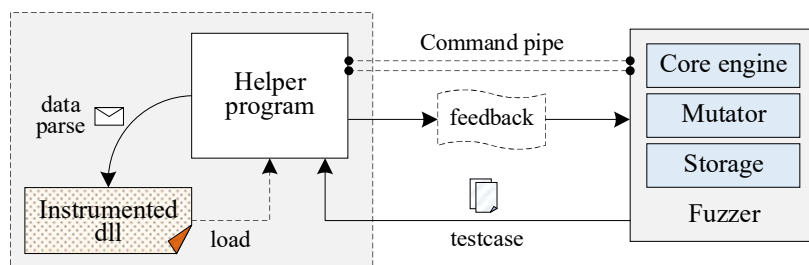 Command pipe
Helper
program
Core engine
data
parse
feedback
Mutator
Storage
Instrumented
dll
load
testcase
Fuzzer